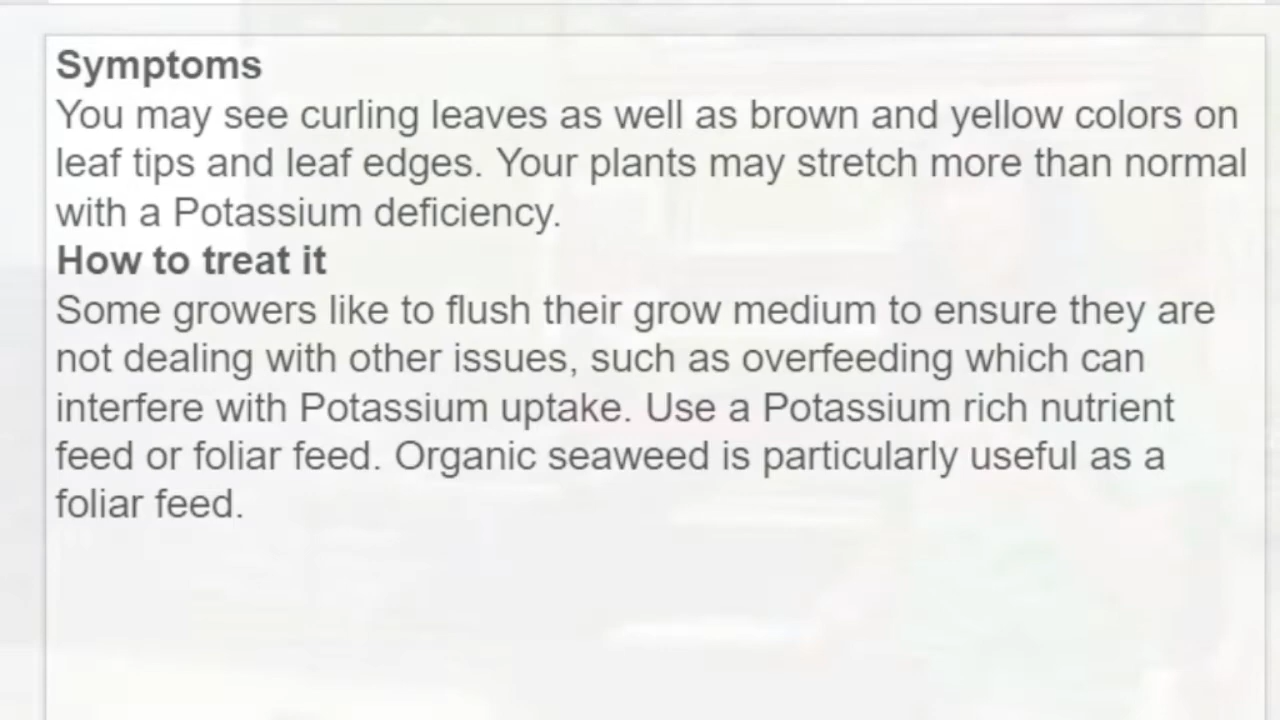 Symptoms
You may see curling leaves as well as brown and yellow colors on
leaf tips and leaf edges. Your plants may stretch more than normal
with a Potassium deficiency.
How to treat it
Some growers like to flush their grow medium to ensure they are
not dealing with other issues, such as overfeeding which can
interfere with Potassium uptake. Use a Potassium rich nutrient
feed or foliar feed. Organic seaweed is particularly useful as a
foliar feed.